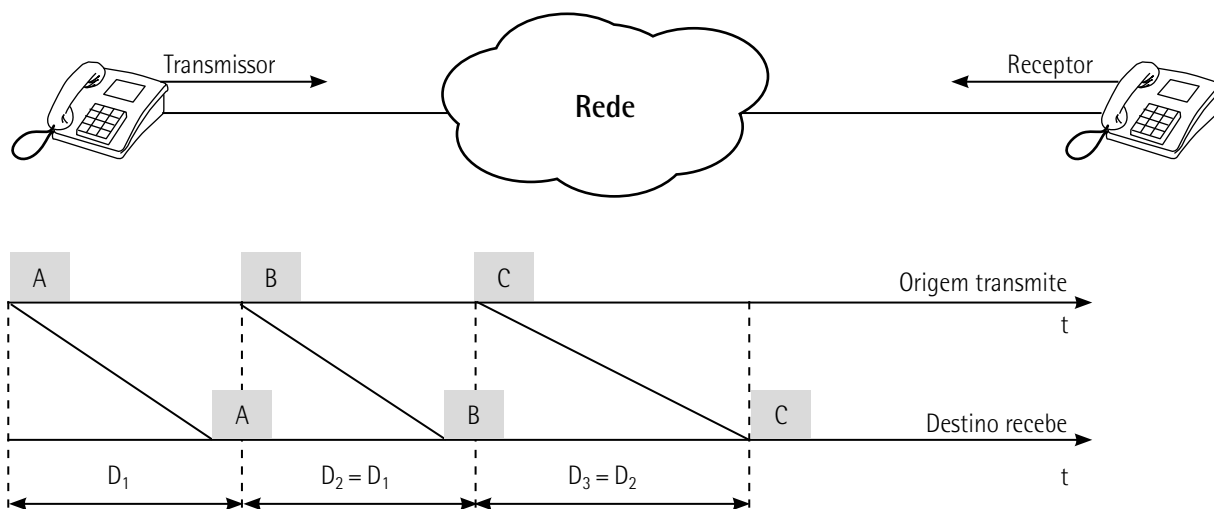 Transmissor
Receptor
Rede
A
B
C
Origem transmite
t
A
B
C
Destino recebe
t
D₁
D₂ = D₁
D₃ = D₂